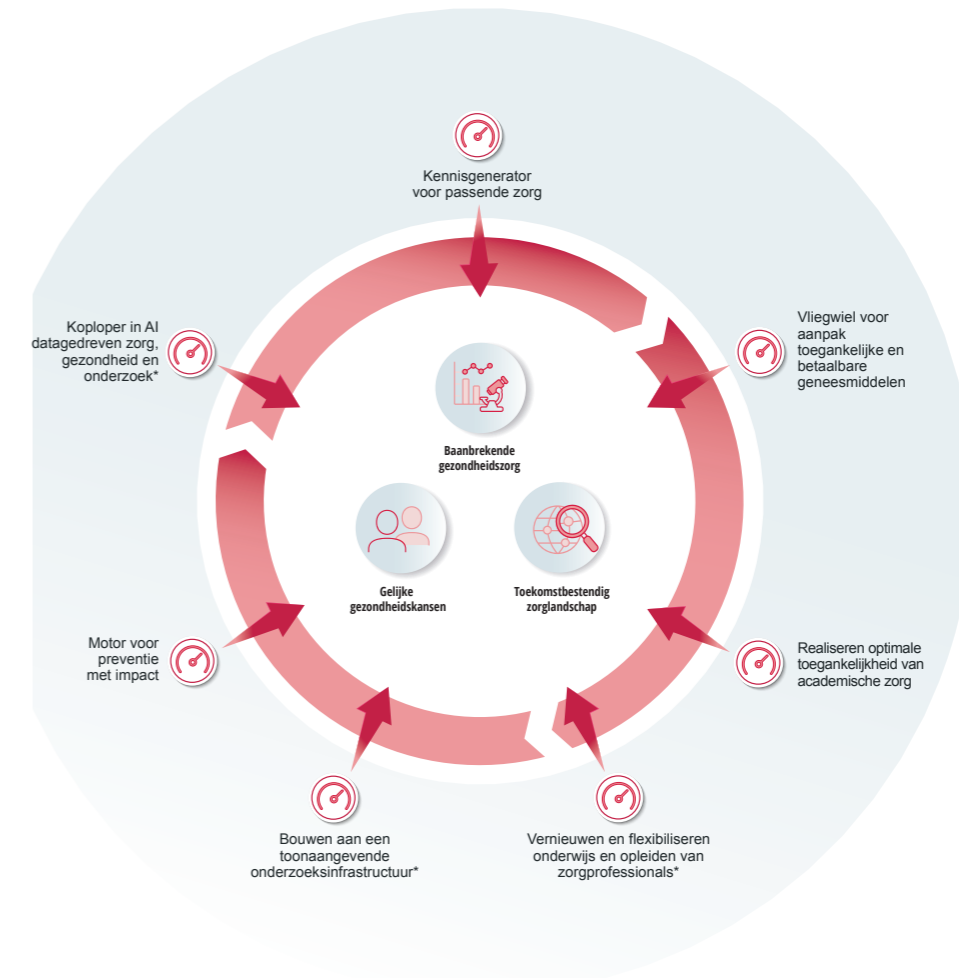 Kennisgenerator
voor passende zorg
Koploper in AI
datagedreven zorg,
gezondheid en
onderzoek*
Vliegwiel voor
aanpak
toegankelijke en
betaalbare
geneesmiddelen
Baanbrekende
gezondheidszorg
Gelijke
gezondheidskansen
Toekomstbestendig
zorglandschap
Motor voor
preventie
met impact
Realiseren optimale
toegankelijkheid van
academische zorg
Bouwen aan een
toonaangevende
onderzoeksinfrastructuur*
Vernieuwen en flexibiliseren
onderwijs en opleiden van
zorgprofessionals*